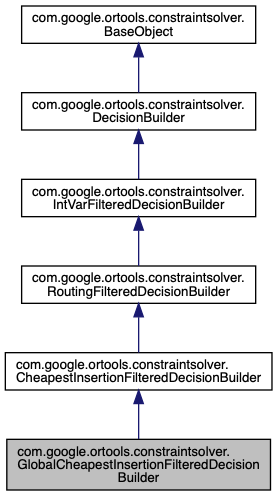 com.google.ortools.constraintsolver.
BaseObject
com.google.ortools.constraintsolver.
DecisionBuilder
com.google.ortools.constraintsolver.
IntVarFilteredDecisionBuilder
com.google.ortools.constraintsolver.
RoutingFilteredDecisionBuilder
com.google.ortools.constraintsolver.
CheapestInsertionFilteredDecisionBuilder
com.google.ortools.constraintsolver.
GlobalCheapestInsertionFilteredDecision
Builder